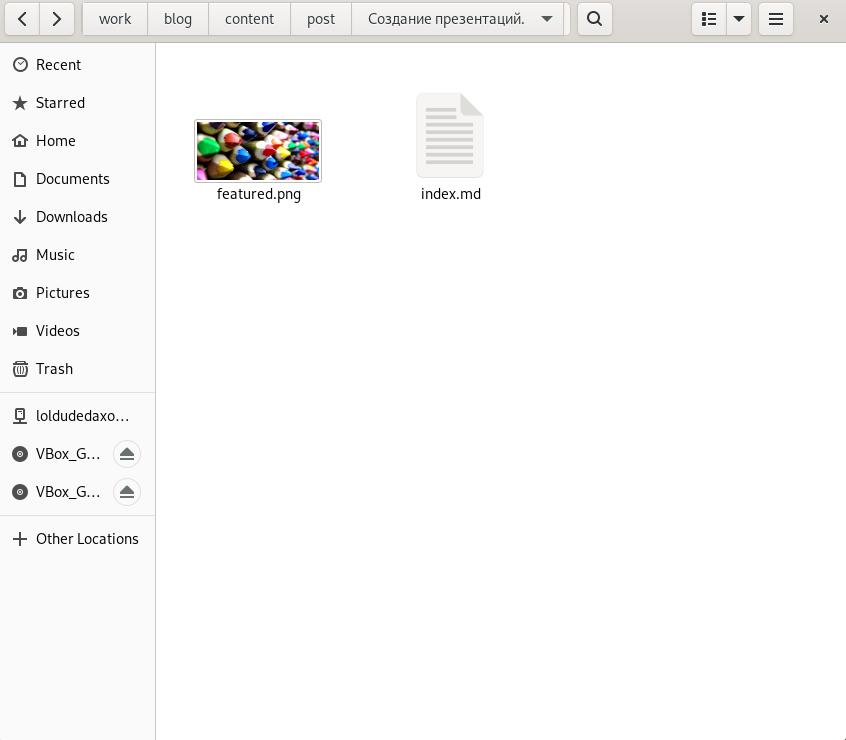 work blog content post Создание презентаций.
Recent
Starred
Home
Documents
Downloads
Music
Pictures
Videos
Trash
loldudedaxo...
VBox_G...
VBox_G...
Other Locations
featured.png index.md